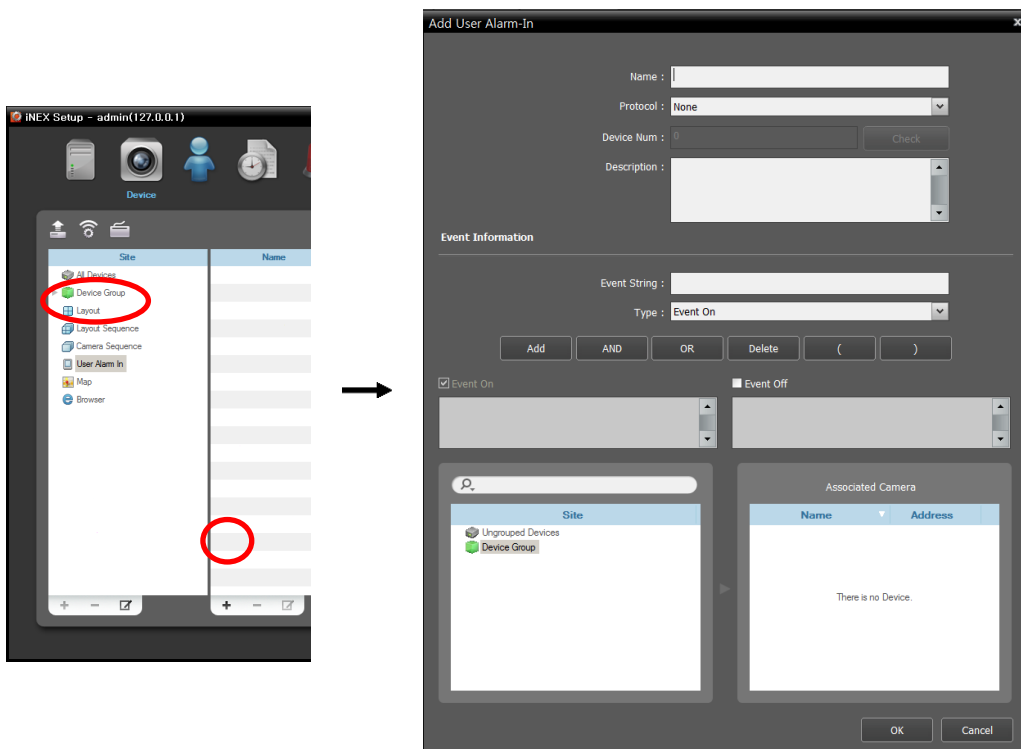 iNEX Setup - admin(127.0.0.1)
Device
Site
Name
All Devices
Device Group
Layout
Layout Sequence
Camera Sequence
User Alarm In
Map
Browser
+ −
+ −
Add User Alarm-In
x
Name :
Protocol : None
Device Num : 0 Check
Description :
Event Information
Event String :
Type : Event On
Add AND OR Delete ( )
Event On
Event Off
Site
Ungrouped Devices
Device Group
Associated Camera
Name Address
There is no Device.
OK Cancel